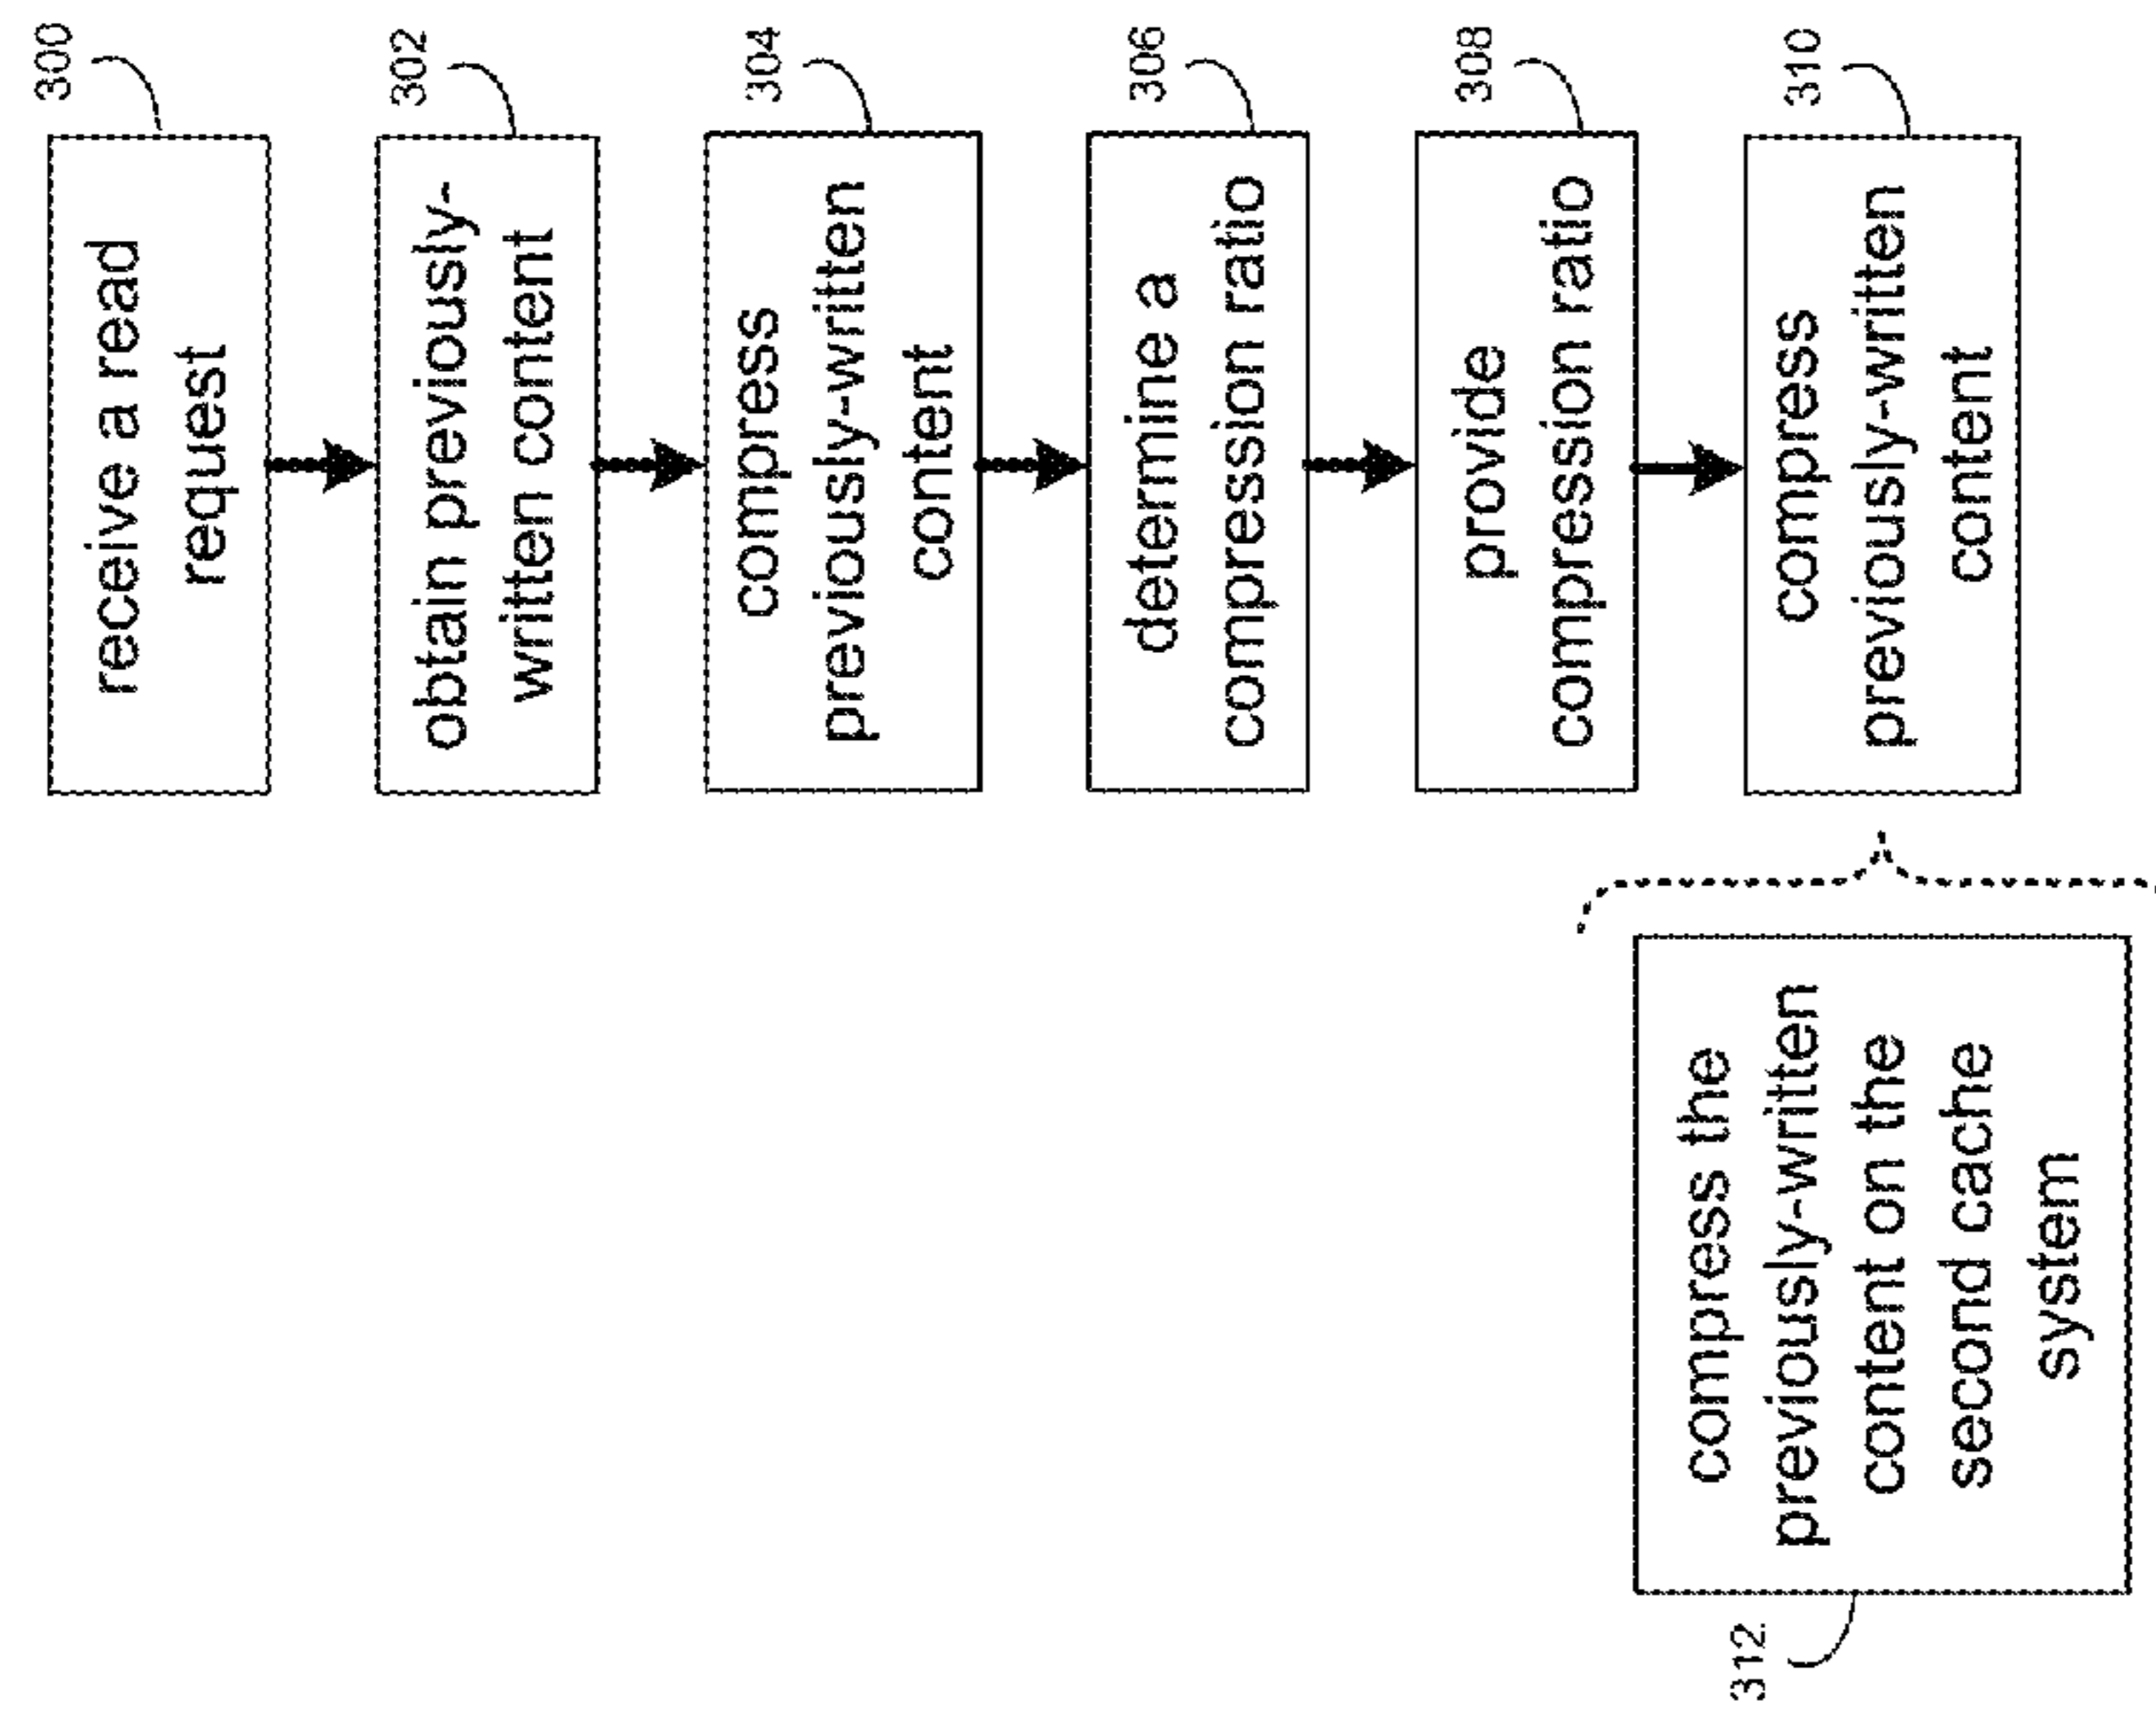 300
receive a read
request
302
obtain previously-
written content
304
compress
previously-written
content
306
determine a
compression ratio
308
provide
compression ratio
310
compress
previously-written
content
312
compress the
previously-written
content on the
second cache
system